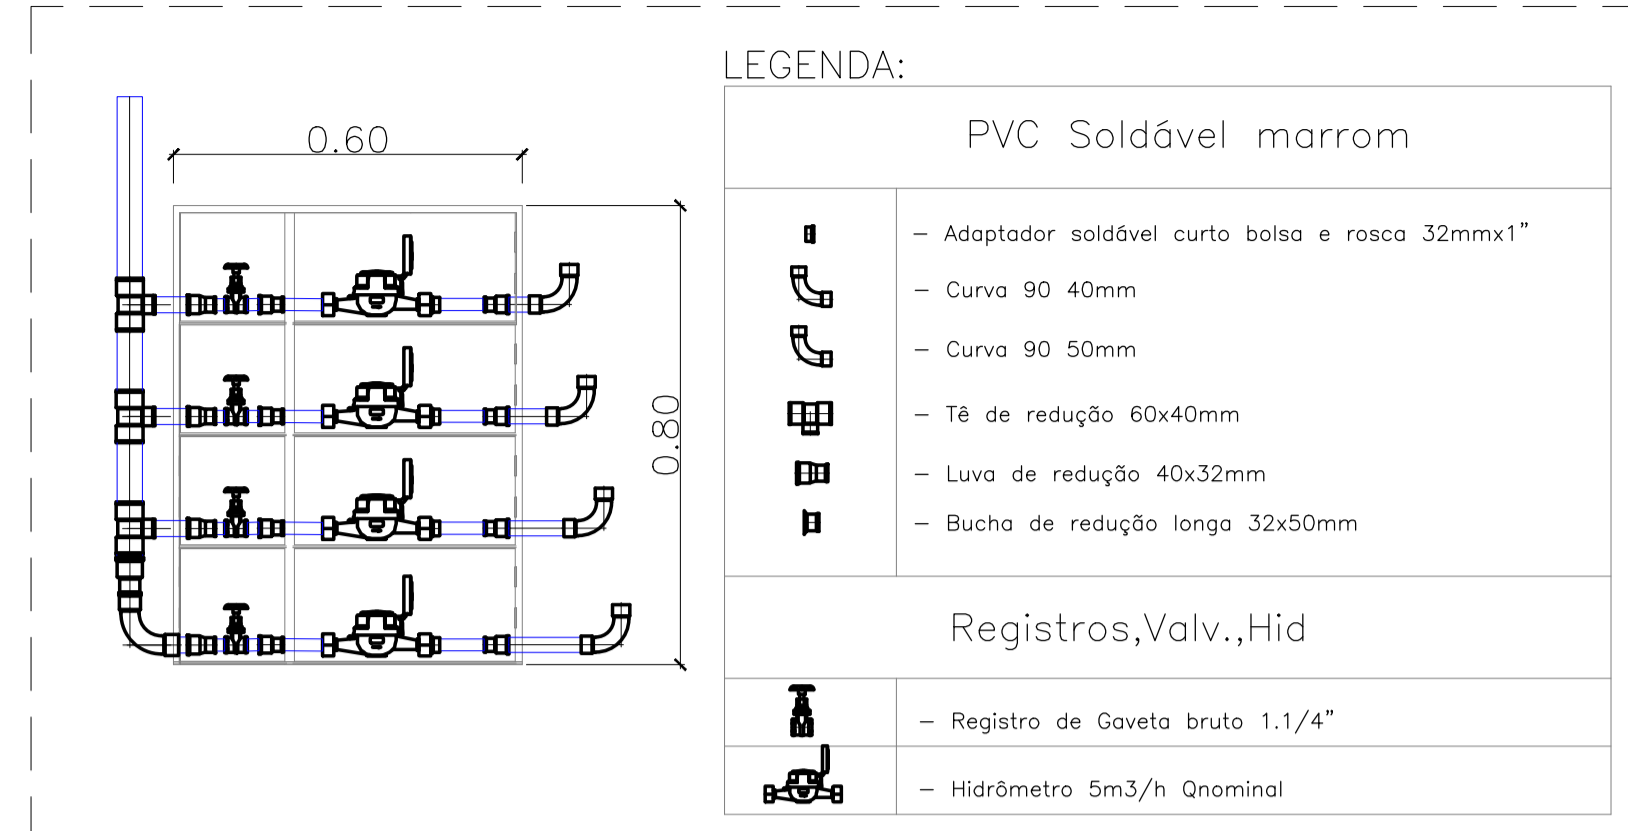 LEGENDA:
0.60
0.80
PVC Soldável marrom
– Adaptador soldável curto bolsa e rosca 32mmx1”
– Curva 90 40mm
– Curva 90 50mm
– Tê de redução 60x40mm
– Luva de redução 40x32mm
– Bucha de redução longa 32x50mm
Registros,Valv.,Hid
– Registro de Gaveta bruto 1.1/4”
– Hidrômetro 5m3/h Qnominal